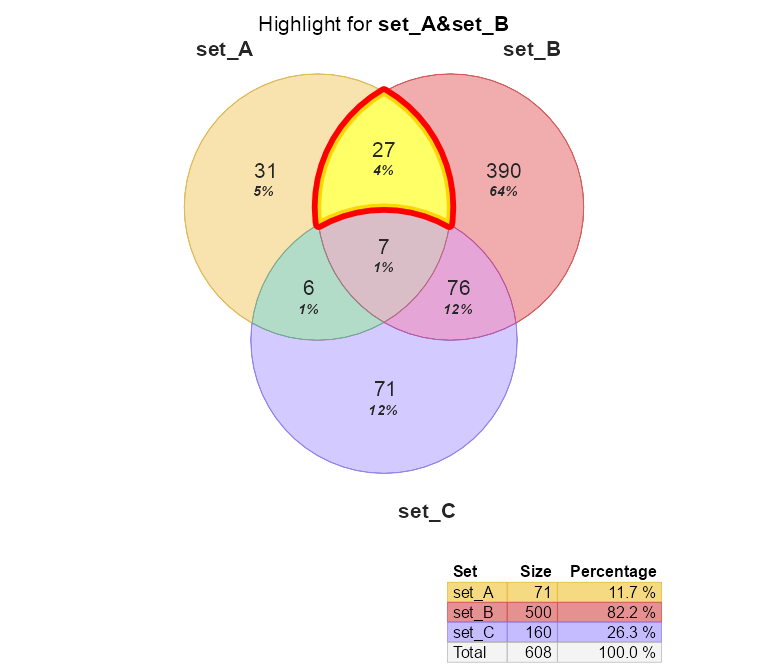 Highlight for set_A&set_B
set_A
set_B
27
4%
31
5%
390
64%
7
1%
6
1%
76
12%
71
12%
set_C
Set Size Percentage
set_A 71 11.7 %
set_B 500 82.2 %
set_C 160 26.3 %
Total 608 100.0 %